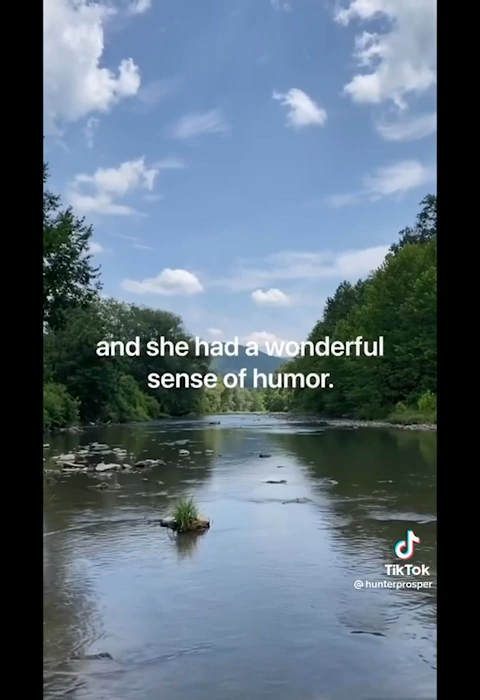 and she had a wonderful
sense of humor.
TikTok
@hunterprosper